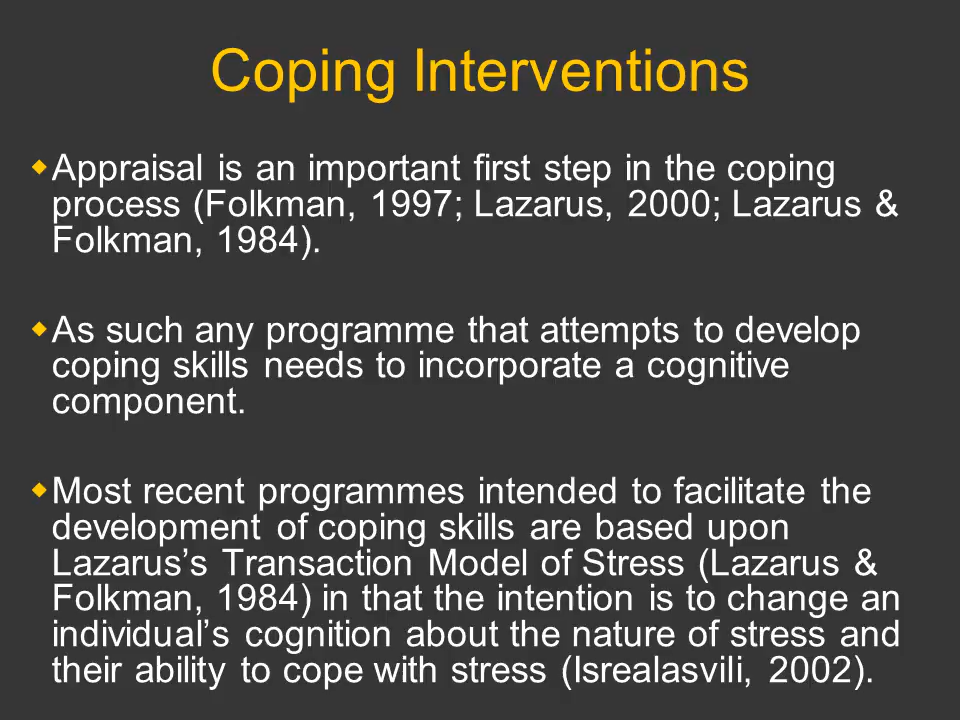 Coping Interventions
◆Appraisal is an important first step in the coping
process (Folkman, 1997; Lazarus, 2000; Lazarus &
Folkman, 1984).
◆As such any programme that attempts to develop
coping skills needs to incorporate a cognitive
component.
◆Most recent programmes intended to facilitate the
development of coping skills are based upon
Lazarus’s Transaction Model of Stress (Lazarus &
Folkman, 1984) in that the intention is to change an
individual’s cognition about the nature of stress and
their ability to cope with stress (Isrealasvili, 2002).